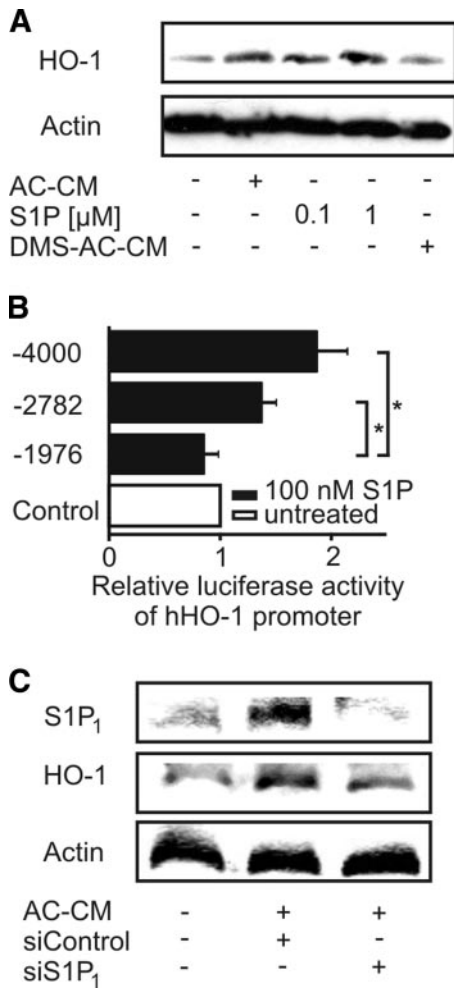 A
HO-1
Actin
AC-CM - + - - -
S1P [µM] - - 0.1 1 -
DMS-AC-CM - - - - +
B
-4000
-2782
-1976
Control
*
*
100 nM S1P
untreated
0 1 2
Relative luciferase activity
of hHO-1 promoter
C
S1P₁
HO-1
Actin
AC-CM - + +
siControl - + -
siS1P₁ - - +